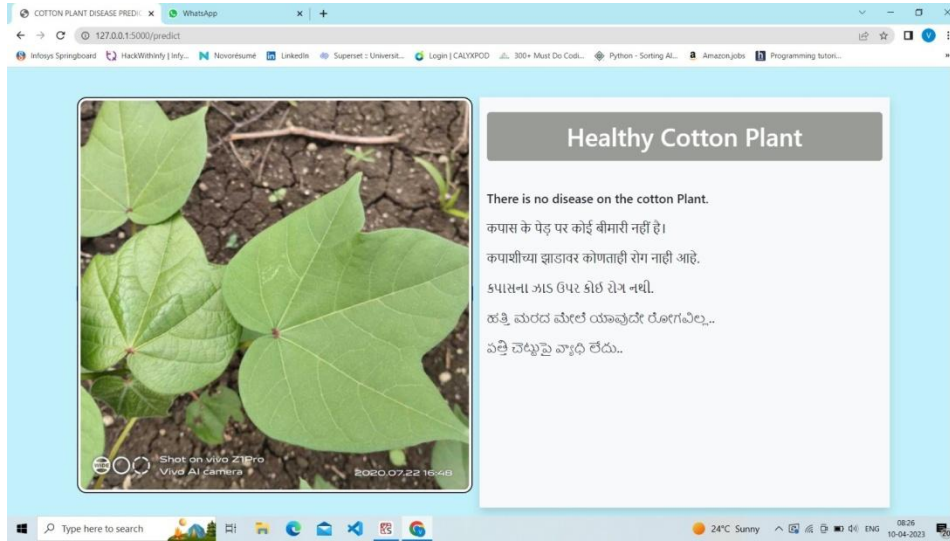 COTTON PLANT DISEASE PREDIC
WhatsApp
127.0.0.1:5000/predict
Infosys Springboard
HackWithInfy | Infy...
Novorésumé
LinkedIn
Superset :: Universit...
Login | CALYXPOD
300+ Must Do Codi...
Python - Sorting Al...
Amazon.jobs
Programming tutori...
Healthy Cotton Plant
There is no disease on the cotton Plant.
कपास के पेड़ पर कोई बीमारी नहीं है।
कपाशीच्या झाडावर कोणताही रोग नाही आहे.
કપાસના ઝાડ ઉપર કોઈ રોગ નથી.
ಹತ್ತಿ ಮರದ ಮೇಲೆ ಯಾವುದೇ ರೋಗವಿಲ್ಲ..
పత్తి చెట్టుపై వ్యాధి లేదు..
Shot on vivo Z1Pro
Vivo AI camera
2020.07.22 16:48
Type here to search
24°C Sunny
ENG
08:26
10-04-2023